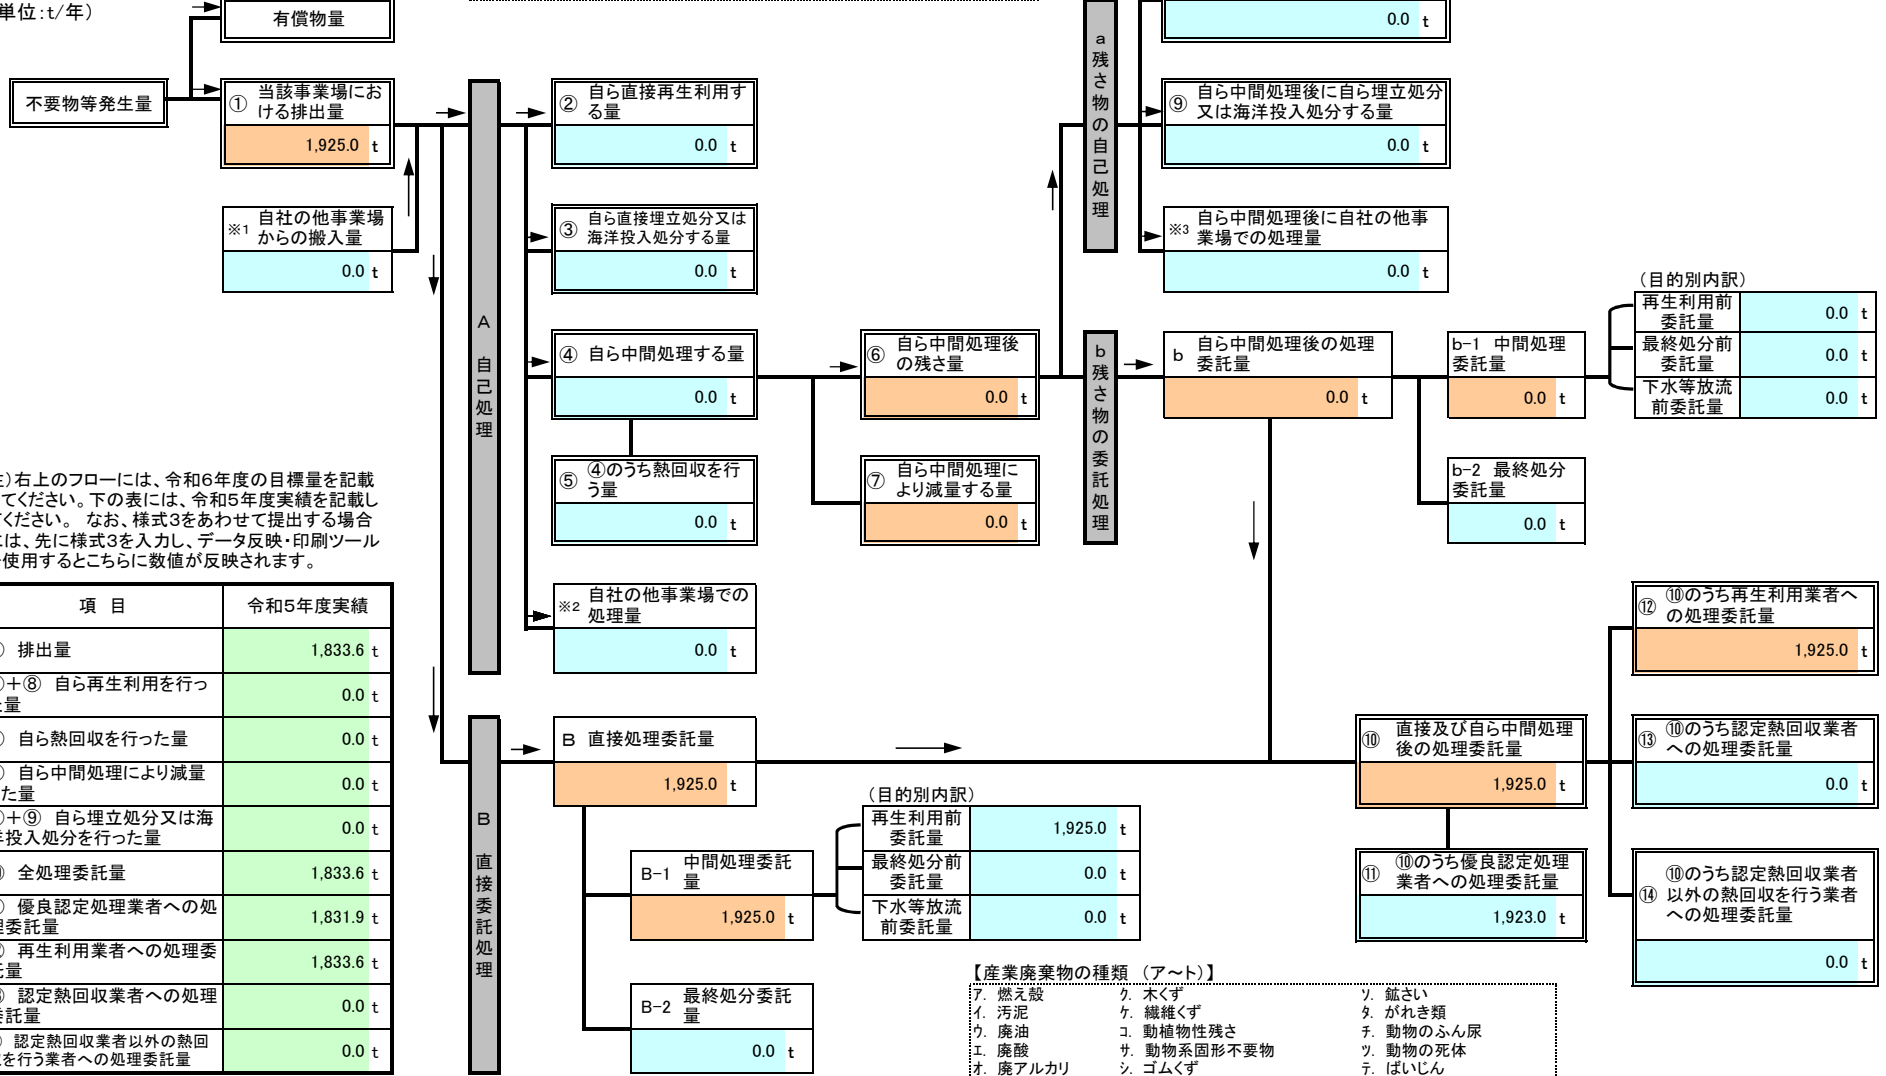 単位:t/年)
有償物量
不要物等発生量
① 当該事業場にお
ける排出量
1,925.0 t
※1 自社の他事業場
からの搬入量
0.0 t
A 自己処理
② 自ら直接再生利用す
る量
0.0 t
③ 自ら直接埋立処分又は
海洋投入処分する量
0.0 t
④ 自ら中間処理する量
0.0 t
⑤ ④のうち熱回収を行
う量
0.0 t
※2 自社の他事業場での
処理量
0.0 t
⑥ 自ら中間処理後
の残さ量
0.0 t
⑦ 自ら中間処理に
より減量する量
0.0 t
a 残さ物の自己処理
0.0 t
⑨ 自ら中間処理後に自ら埋立処分
又は海洋投入処分する量
0.0 t
※3 自ら中間処理後に自社の他事
業場での処理量
0.0 t
b 残さ物の委託処理
b 自ら中間処理後の処理
委託量
0.0 t
b-1 中間処理
委託量
0.0 t
b-2 最終処分
委託量
0.0 t
(目的別内訳)
再生利用前
委託量
0.0 t
最終処分前
委託量
0.0 t
下水等放流
前委託量
0.0 t
)右上のフローには、令和6年度の目標量を記載
てください。下の表には、令和5年度実績を記載し
ください。 なお、様式3をあわせて提出する場合
は、先に様式3を入力し、データ反映・印刷ツール
使用するとこちらに数値が反映されます。
項 目 令和5年度実績
) 排出量 1,833.6 t
)+⑧ 自ら再生利用を行っ
量 0.0 t
) 自ら熱回収を行った量 0.0 t
) 自ら中間処理により減量
た量 0.0 t
)+⑨ 自ら埋立処分又は海
投入処分を行った量 0.0 t
) 全処理委託量 1,833.6 t
) 優良認定処理業者への処
委託量 1,831.9 t
) 再生利用業者への処理委
量 1,833.6 t
) 認定熱回収業者への処理
託量 0.0 t
) 認定熱回収業者以外の熱回
を行う業者への処理委託量 0.0 t
B 直接委託処理
B 直接処理委託量
1,925.0 t
B-1 中間処理委託
量
1,925.0 t
B-2 最終処分委託
量
0.0 t
(目的別内訳)
再生利用前
委託量
1,925.0 t
最終処分前
委託量
0.0 t
下水等放流
前委託量
0.0 t
⑩ 直接及び自ら中間処理
後の処理委託量
1,925.0 t
⑪ ⑩のうち優良認定処理
業者への処理委託量
1,923.0 t
⑫ ⑩のうち再生利用業者へ
の処理委託量
1,925.0 t
⑬ ⑩のうち認定熱回収業者
への処理委託量
0.0 t
⑭ ⑩のうち認定熱回収業者
以外の熱回収を行う業者
への処理委託量
0.0 t
【産業廃棄物の種類 (ア~ト)】
ア. 燃え殻 ク. 木くず ソ. 鉱さい
イ. 汚泥 ケ. 繊維くず タ. がれき類
ウ. 廃油 コ. 動植物性残さ チ. 動物のふん尿
エ. 廃酸 サ. 動物系固形不要物 ツ. 動物の死体
オ. 廃アルカリ シ. ゴムくず テ. ばいじん